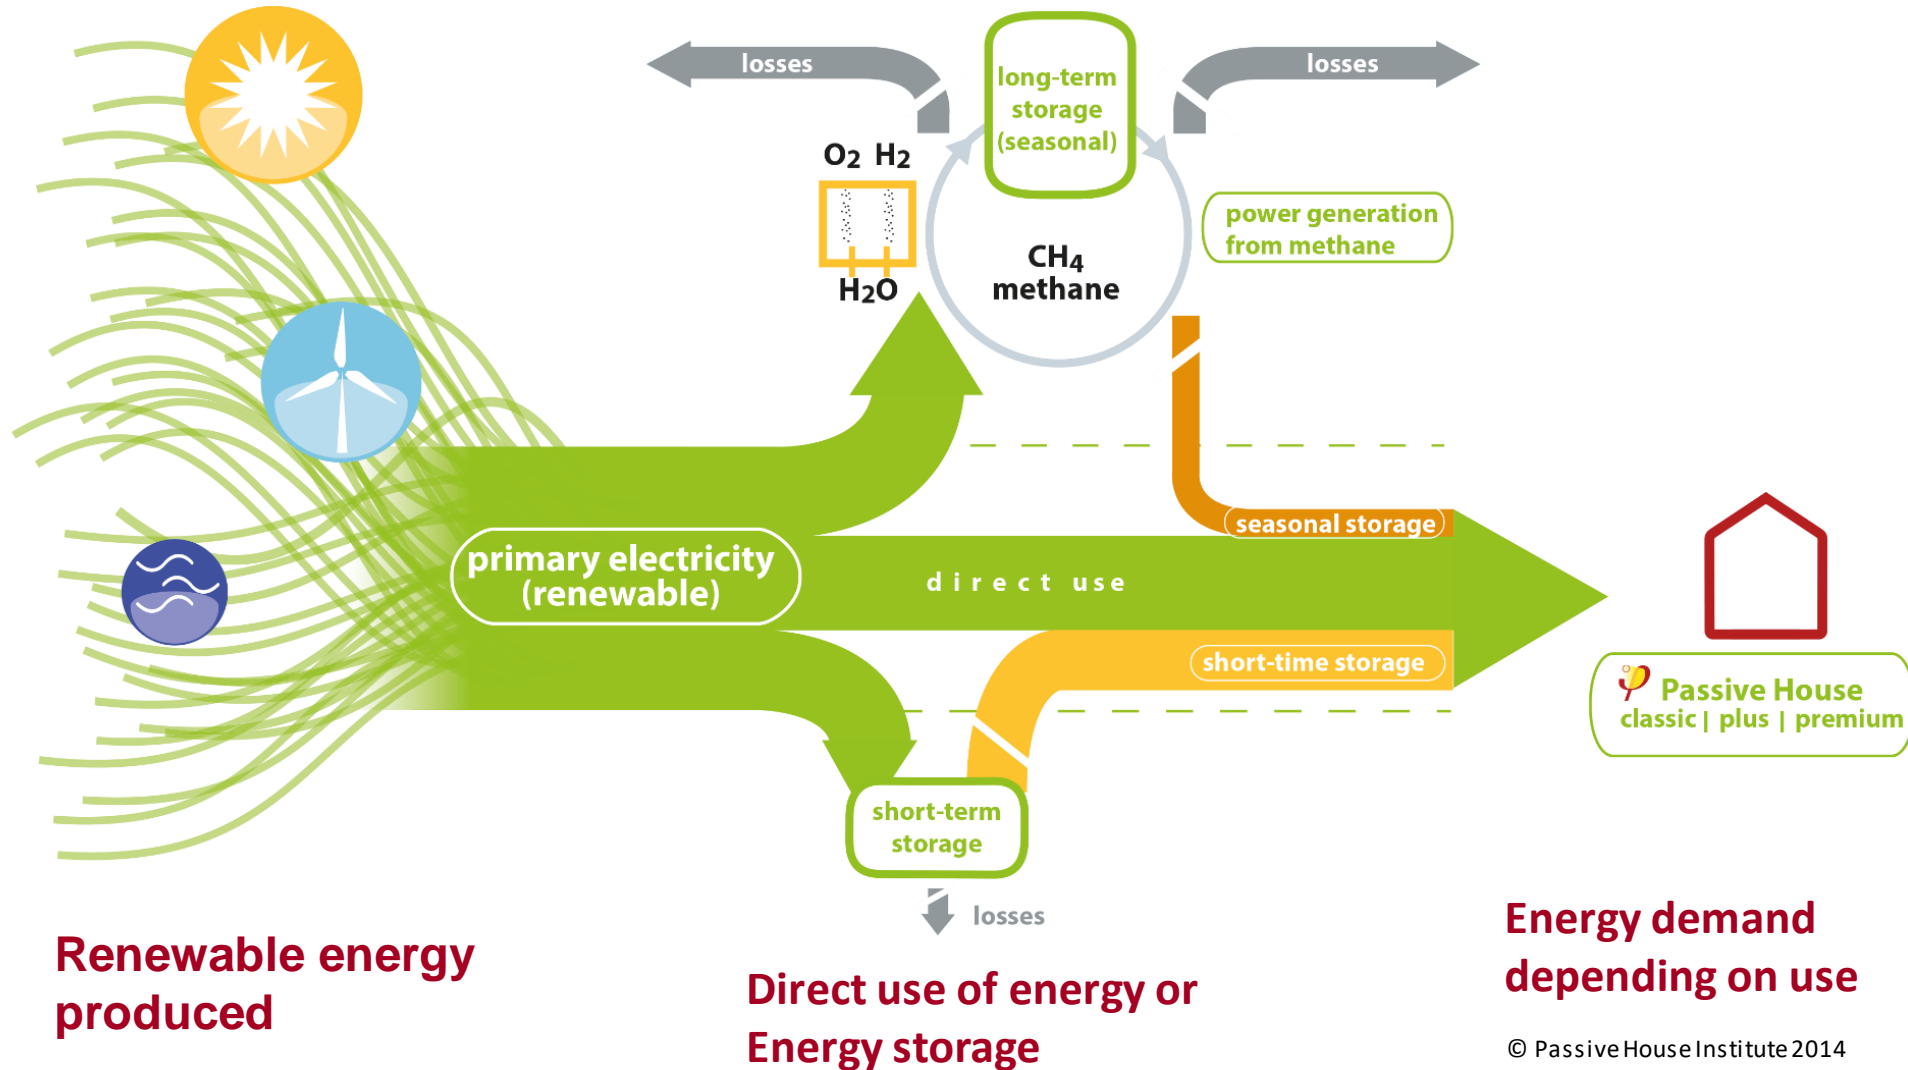 losses
losses
long-term
storage
(seasonal)
O2 H2
H2O
CH4
methane
power generation
from methane
seasonal storage
primary electricity
(renewable)
direct use
short-time storage
Passive House
classic | plus | premium
short-term
storage
losses
Renewable energy
produced
Direct use of energy or
Energy storage
Energy demand
depending on use
© Passive House Institute 2014